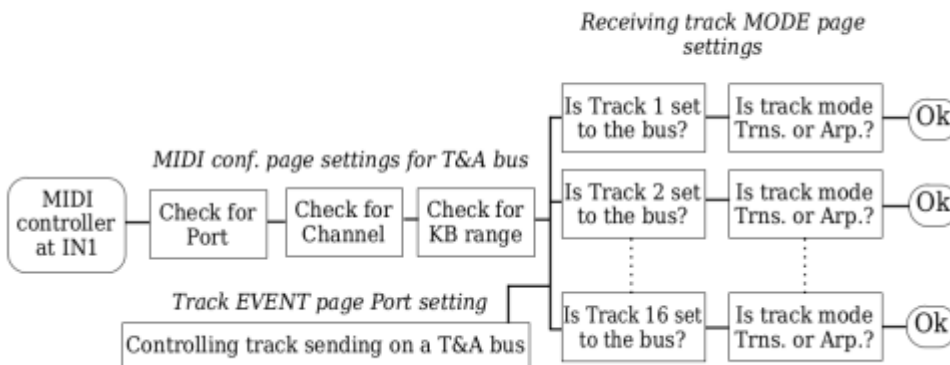 Receiving track MODE page
settings
MIDI conf. page settings for T&A bus
MIDI
controller
at IN1
Check for
Port
Check for
Channel
Check for
KB range
Is Track 1 set
to the bus?
Is track mode
Trns. or Arp.?
Ok
Is Track 2 set
to the bus?
Is track mode
Trns. or Arp.?
Ok
Track EVENT page Port setting
Controlling track sending on a T&A bus
Is Track 16 set
to the bus?
Is track mode
Trns. or Arp.?
Ok